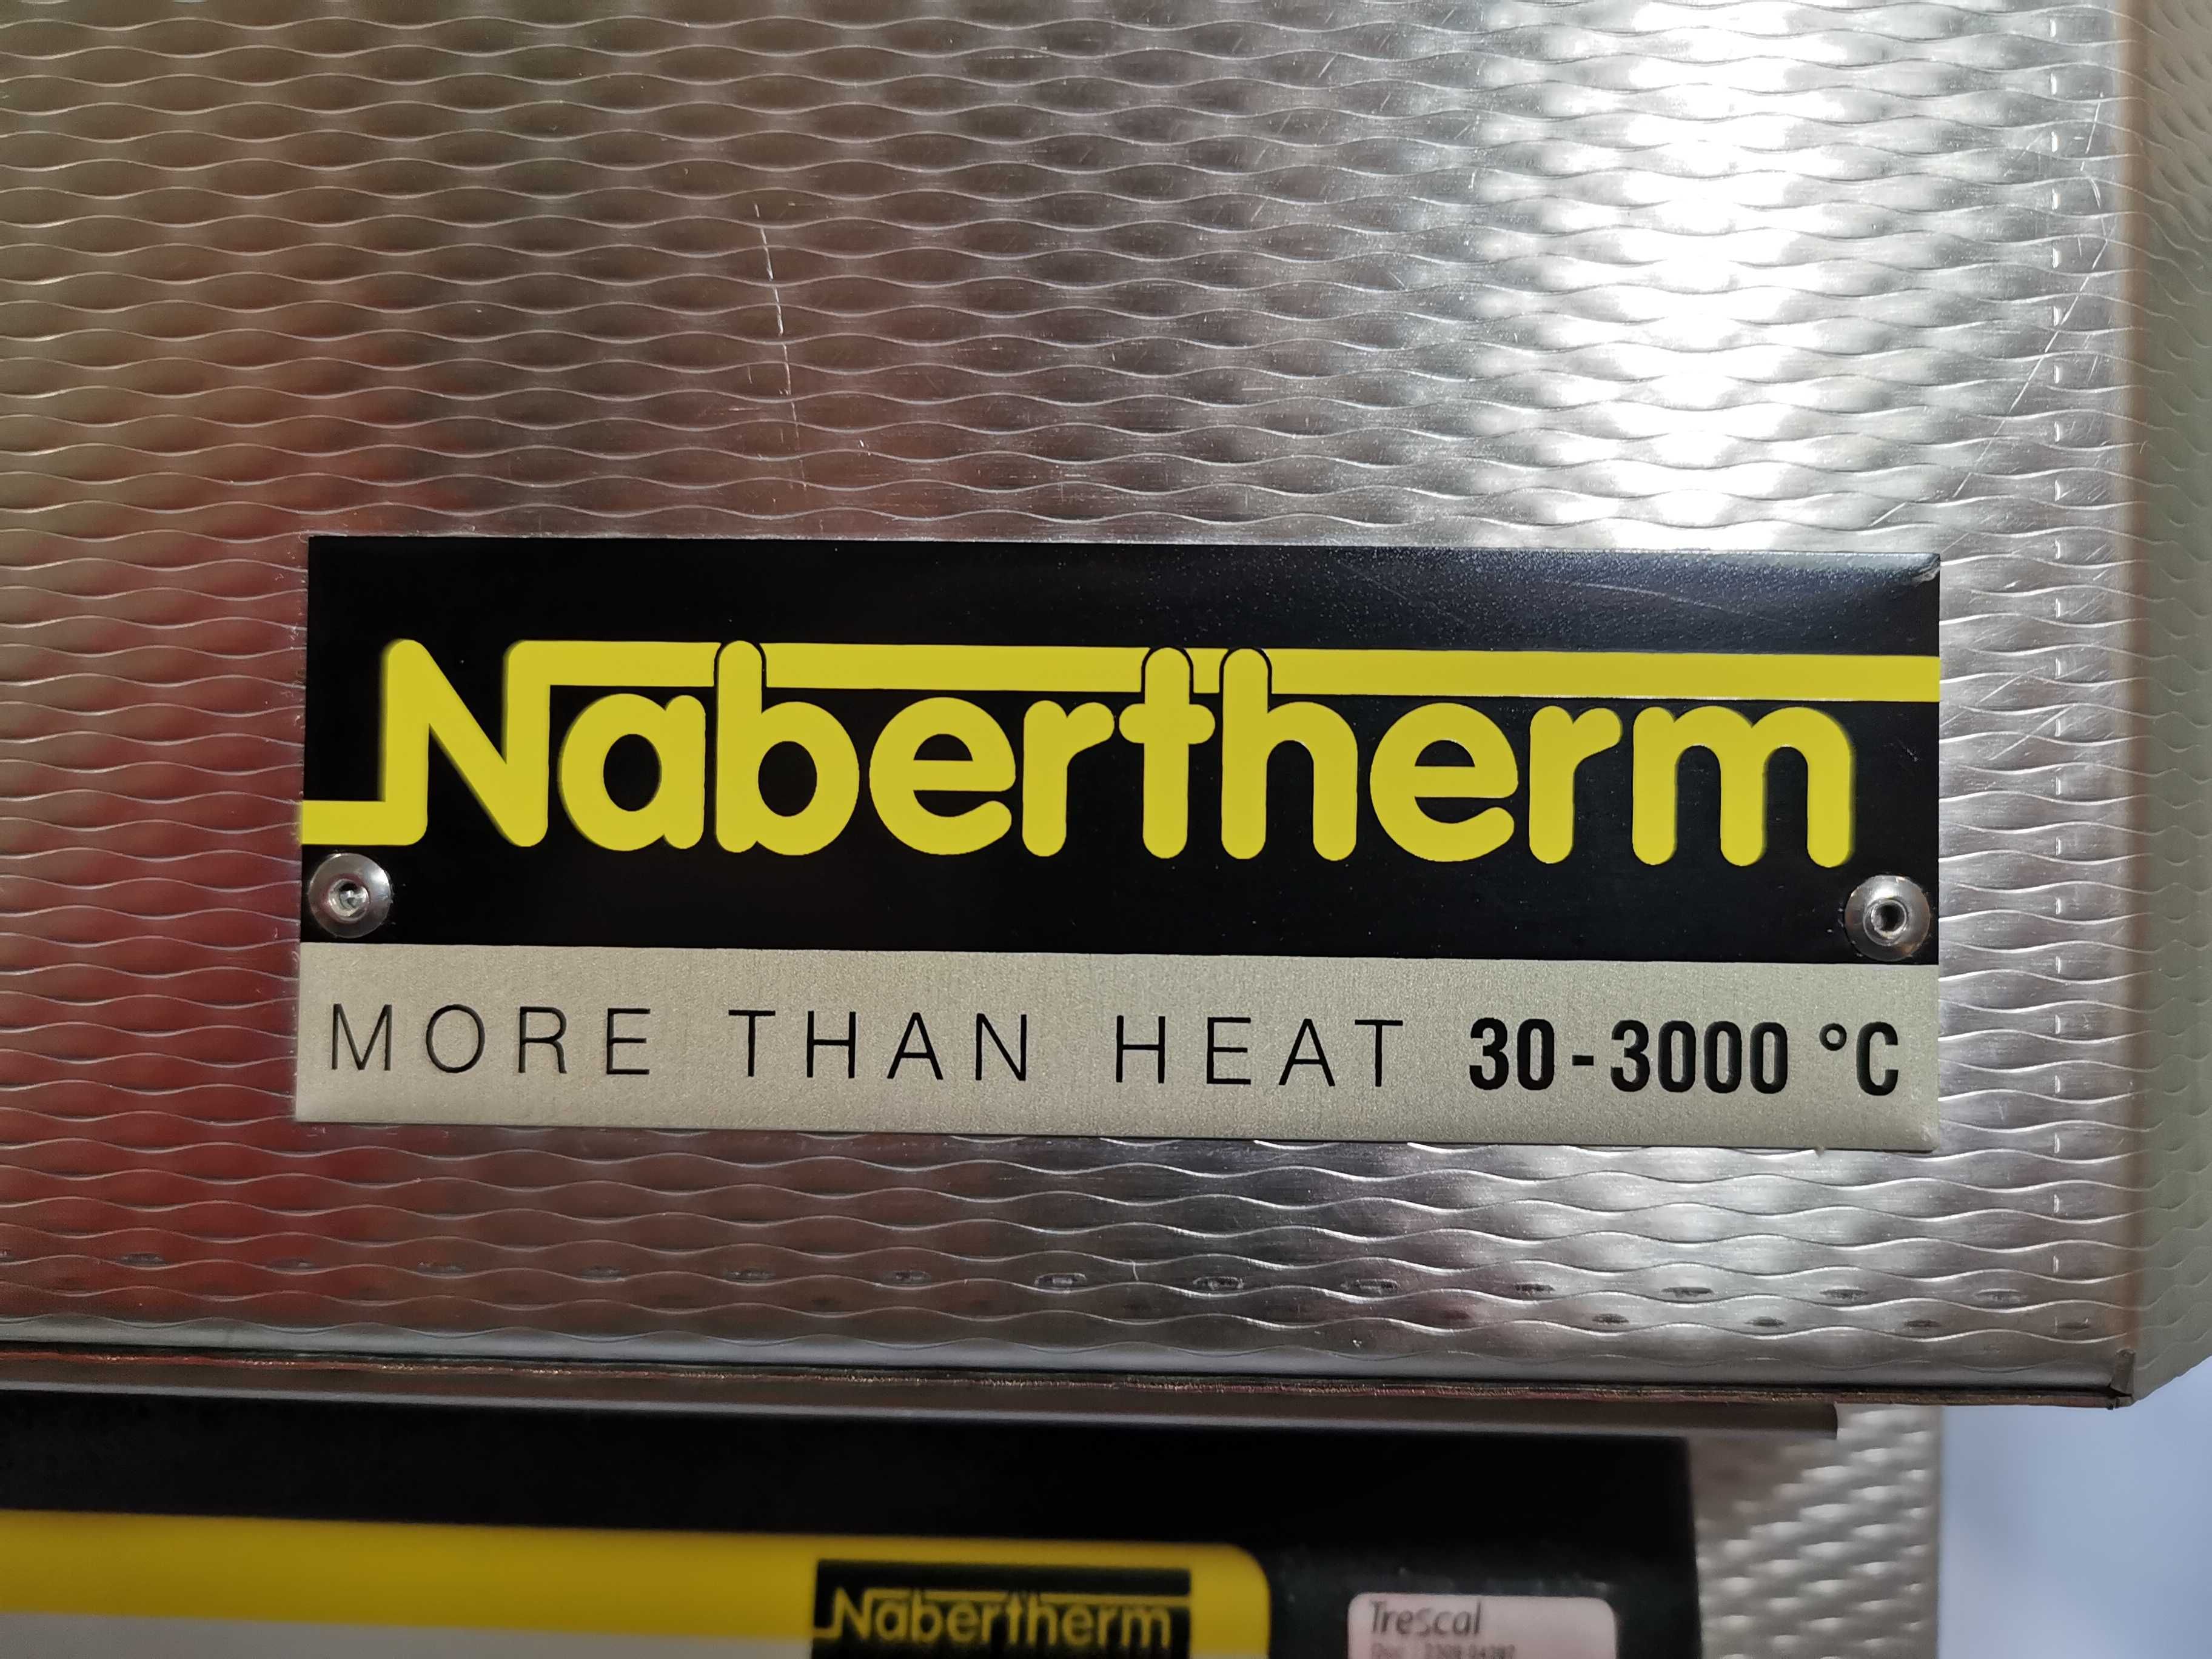 Nabertherm
MORE THAN HEAT 30-3000 °C
Nabertherm
Trescal